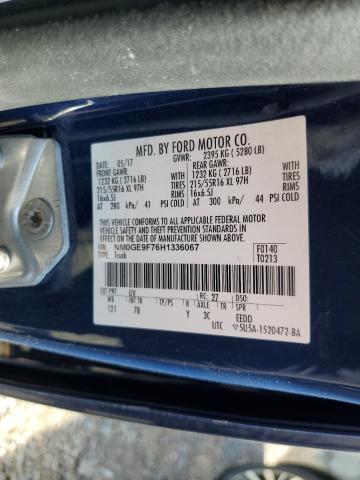 MFD. BY FORD MOTOR CO.
05/17 GVWR: 2395 KG ( 5280 LB)
FRONT GAWR: REAR GAWR:
1232 KG ( 2716 LB) WITH 1232 KG ( 2716 LB) WITH
215/55R16 XL 97H TIRES 215/55R16 XL 97H TIRES
16x6.5J RIMS 16x6.5J RIMS
AT 280 kPa/ 41 PSI COLD AT 300 kPa/ 44 PSI COLD
THIS VEHICLE CONFORMS TO ALL APPLICABLE FEDERAL MOTOR
VEHICLE SAFETY AND THEFT PREVENTION STANDARDS IN
EFFECT ON THE DATE OF MANUFACTURE SHOWN ABOVE.
VIN: NM0GE9F76H1336067 F0140
TYPE: Truck T0213
EXT PNT: RC: 27 DSO:
WB INT TR TP/PS R AXLE TR SPR
121 7B Y 3C EEDD
5U5A-1520472-BA